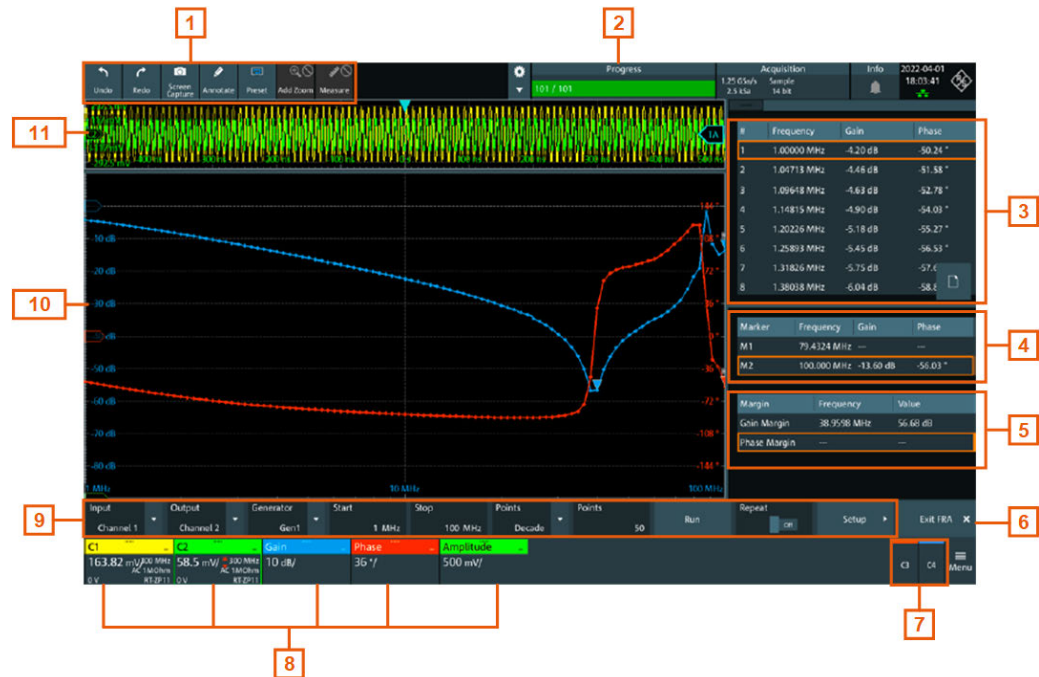 1
2
Undo
Redo
Screen Capture
Annotate
Preset
Add Zoom
Measure
Progress
101 / 101
Acquisition
1.25 GSa/s Sample
2.5 kSa 14 bit
Info
2022-04-01
18:03:41
11
1A
# Frequency Gain Phase
1 1.00000 MHz -4.20 dB -50.24 °
2 1.04713 MHz -4.46 dB -51.58 °
3 1.09648 MHz -4.63 dB -52.78 °
4 1.14815 MHz -4.90 dB -54.03 °
5 1.20226 MHz -5.18 dB -55.27 °
6 1.25893 MHz -5.45 dB -56.53 °
7 1.31826 MHz -5.75 dB
8 1.38038 MHz -6.04 dB
3
144 °
-10 dB
108 °
-20 dB
72 °
10
-30 dB
36 °
0 °
-50 dB
-36 °
-60 dB
-72 °
-70 dB
-108 °
-80 dB
-144 °
1 MHz
10 MHz
100 MHz
Marker Frequency Gain Phase
M1 79.4324 MHz --- ---
M2 100.000 MHz -13.60 dB -56.03 °
4
Margin Frequency Value
Gain Margin 38.9598 MHz 56.68 dB
Phase Margin --- ---
5
9
Input
Channel 1
Output
Channel 2
Generator
Gen1
Start
1 MHz
Stop
100 MHz
Points
Decade
Points
50
Run
Repeat
Off
Setup
Exit FRA
6
C1
163.82 mV/
300 MHz
AC 1MOhm
0 V
RT-ZP11
C2
58.5 mV/
300 MHz
AC 1MOhm
0 V
RT-ZP11
Gain
10 dB/
Phase
36 °/
Amplitude
500 mV/
C3
C4
Menu
7
8